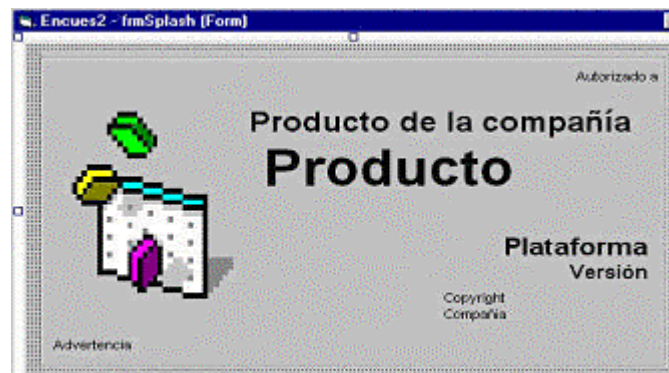 Encues2 - frmSplash (Form)
Autorizado a
Producto de la compañía
Producto
Plataforma
Versión
Copyright
Compañía
Advertencia